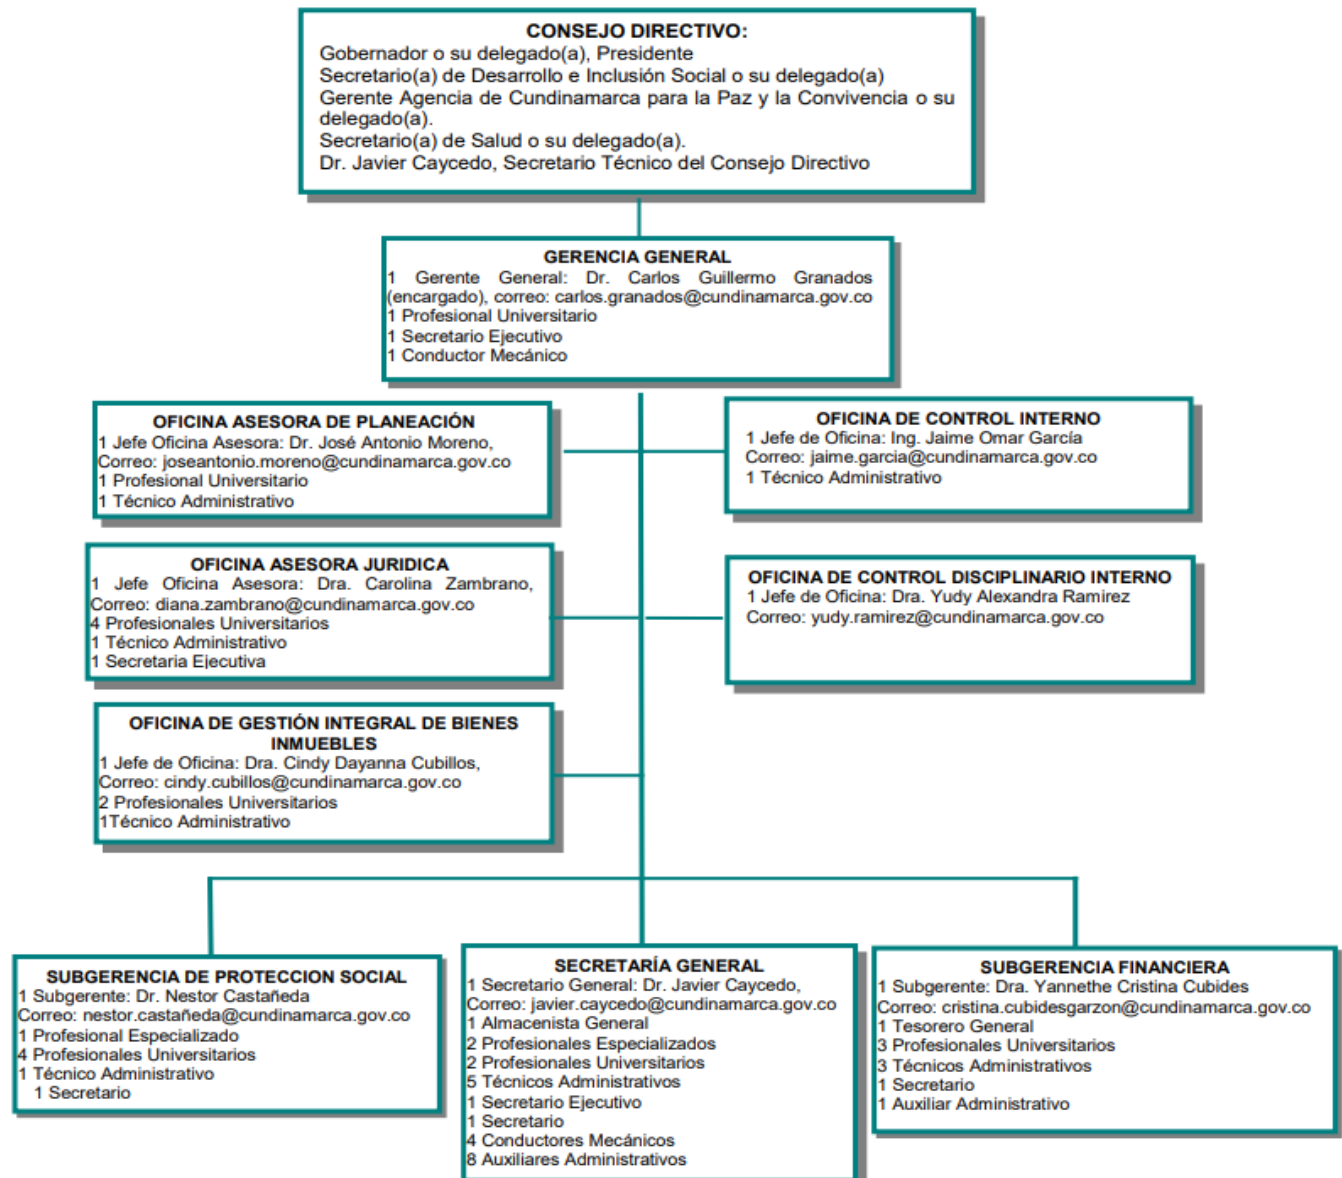 CONSEJO DIRECTIVO:
Gobernador o su delegado(a), Presidente
Secretario(a) de Desarrollo e Inclusión Social o su delegado(a)
Gerente Agencia de Cundinamarca para la Paz y la Convivencia o su
delegado(a).
Secretario(a) de Salud o su delegado(a).
Dr. Javier Caycedo, Secretario Técnico del Consejo Directivo
GERENCIA GENERAL
1 Gerente General: Dr. Carlos Guillermo Granados
(encargado), correo: carlos.granados@cundinamarca.gov.co
1 Profesional Universitario
1 Secretario Ejecutivo
1 Conductor Mecánico
OFICINA ASESORA DE PLANEACIÓN
1 Jefe Oficina Asesora: Dr. José Antonio Moreno,
Correo: joseantonio.moreno@cundinamarca.gov.co
1 Profesional Universitario
1 Técnico Administrativo
OFICINA DE CONTROL INTERNO
1 Jefe de Oficina: Ing. Jaime Omar García
Correo: jaime.garcia@cundinamarca.gov.co
1 Técnico Administrativo
OFICINA ASESORA JURIDICA
1 Jefe Oficina Asesora: Dra. Carolina Zambrano,
Correo: diana.zambrano@cundinamarca.gov.co
4 Profesionales Universitarios
1 Técnico Administrativo
1 Secretaria Ejecutiva
OFICINA DE CONTROL DISCIPLINARIO INTERNO
1 Jefe de Oficina: Dra. Yudy Alexandra Ramirez
Correo: yudy.ramirez@cundinamarca.gov.co
OFICINA DE GESTIÓN INTEGRAL DE BIENES
INMUEBLES
1 Jefe de Oficina: Dra. Cindy Dayanna Cubillos,
Correo: cindy.cubillos@cundinamarca.gov.co
2 Profesionales Universitarios
1Técnico Administrativo
SUBGERENCIA DE PROTECCION SOCIAL
1 Subgerente: Dr. Nestor Castañeda
Correo: nestor.castañeda@cundinamarca.gov.co
1 Profesional Especializado
4 Profesionales Universitarios
1 Técnico Administrativo
1 Secretario
SECRETARÍA GENERAL
1 Secretario General: Dr. Javier Caycedo,
Correo: javier.caycedo@cundinamarca.gov.co
1 Almacenista General
2 Profesionales Especializados
2 Profesionales Universitarios
5 Técnicos Administrativos
1 Secretario Ejecutivo
1 Secretario
4 Conductores Mecánicos
8 Auxiliares Administrativos
SUBGERENCIA FINANCIERA
1 Subgerente: Dra. Yannethe Cristina Cubides
Correo: cristina.cubidesgarzon@cundinamarca.gov.co
1 Tesorero General
3 Profesionales Universitarios
3 Técnicos Administrativos
1 Secretario
1 Auxiliar Administrativo